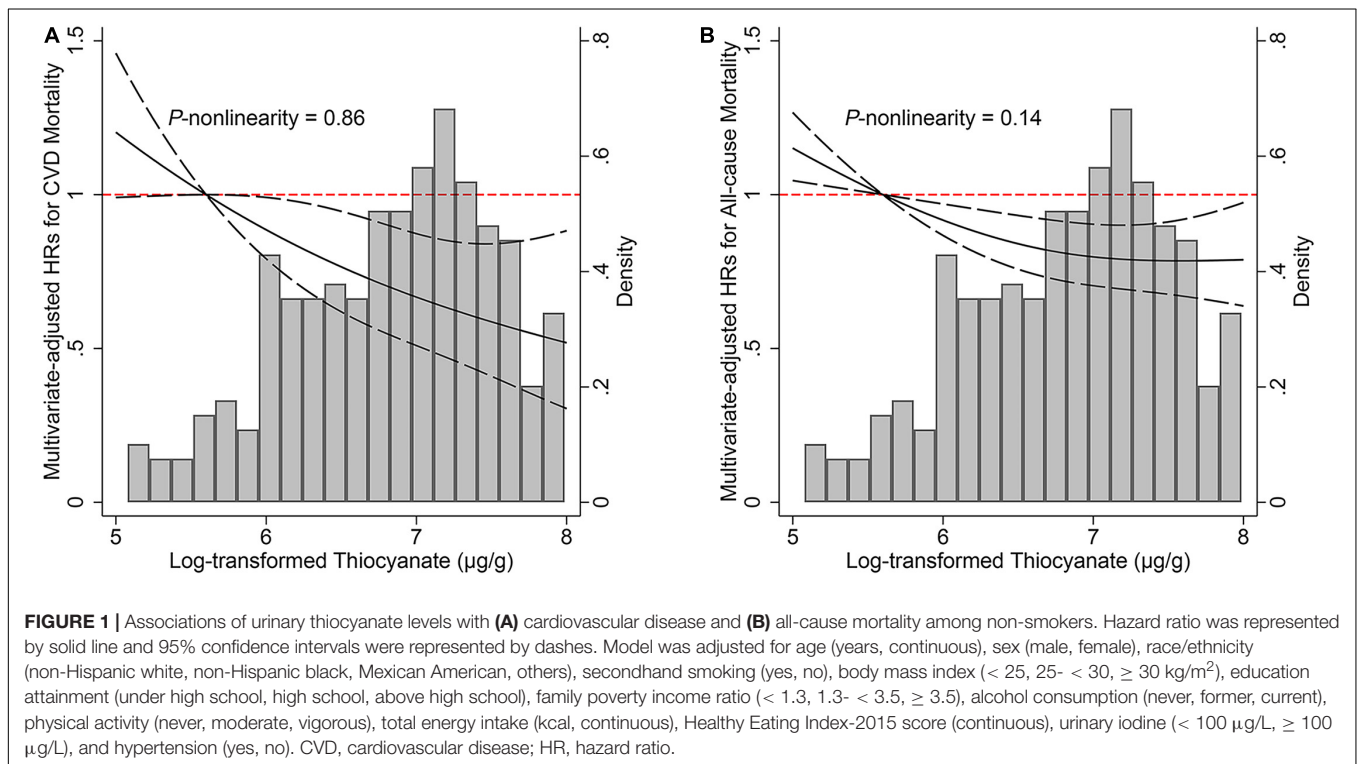 A
Multivariate-adjusted HRs for CVD Mortality
1.5
1
.5
0
P-nonlinearity = 0.86
.8
.6
.4
.2
0
Density
5 6 7 8
Log-transformed Thiocyanate (μg/g)
B
Multivariate-adjusted HRs for All-cause Mortality
1.5
1
.5
0
P-nonlinearity = 0.14
.8
.6
.4
.2
0
Density
5 6 7 8
Log-transformed Thiocyanate (μg/g)
FIGURE 1 | Associations of urinary thiocyanate levels with (A) cardiovascular disease and (B) all-cause mortality among non-smokers. Hazard ratio was represented
by solid line and 95% confidence intervals were represented by dashes. Model was adjusted for age (years, continuous), sex (male, female), race/ethnicity
(non-Hispanic white, non-Hispanic black, Mexican American, others), secondhand smoking (yes, no), body mass index (< 25, 25- < 30, ≥ 30 kg/m²), education
attainment (under high school, high school, above high school), family poverty income ratio (< 1.3, 1.3- < 3.5, ≥ 3.5), alcohol consumption (never, former, current),
physical activity (never, moderate, vigorous), total energy intake (kcal, continuous), Healthy Eating Index-2015 score (continuous), urinary iodine (< 100 μg/L, ≥ 100
μg/L), and hypertension (yes, no). CVD, cardiovascular disease; HR, hazard ratio.